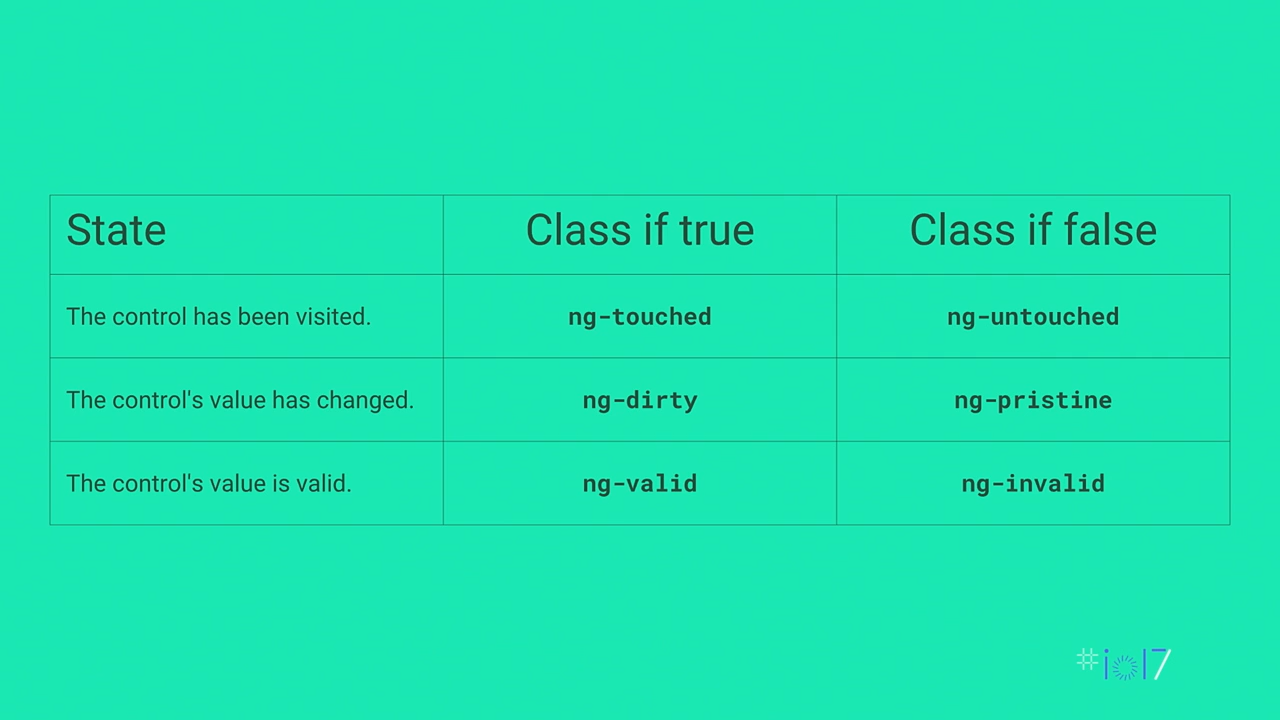 State Class if true Class if false
The control has been visited. ng-touched ng-untouched
The control's value has changed. ng-dirty ng-pristine
The control's value is valid. ng-valid ng-invalid
#io17